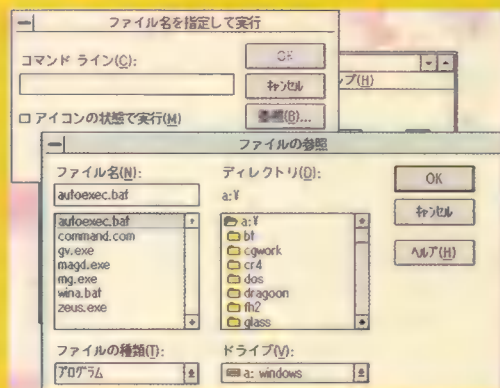 ファイル名を指定して実行
コマンド ライン(C):
OK
キャンセル
(B)...
□ アイコンの状態で実行(M)
プ(H)
ファイルの参照
ファイル名(N):
autoexec.bat
autoexec.bat
command.com
gv.exe
magd.exe
mg.exe
wina.bat
zeus.exe
ファイルの種類(T):
プログラム
ディレクトリ(D):
a:¥
a:¥
bt
cgwork
cr4
dos
dragoon
fh2
glass
ドライブ(V):
a: windows
OK
キャンセル
ヘルプ(H)